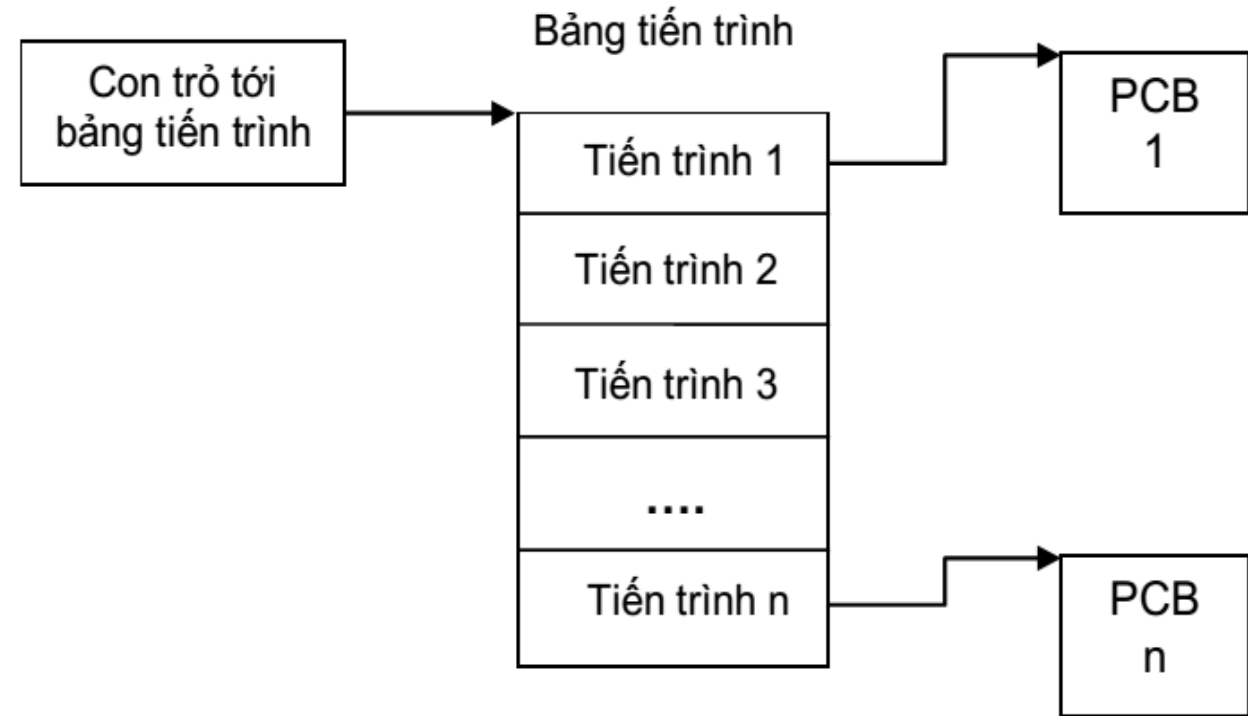 Bảng tiến trình
Con trỏ tới
bảng tiến trình
Tiến trình 1
Tiến trình 2
Tiến trình 3
....
Tiến trình n
PCB
1
PCB
n